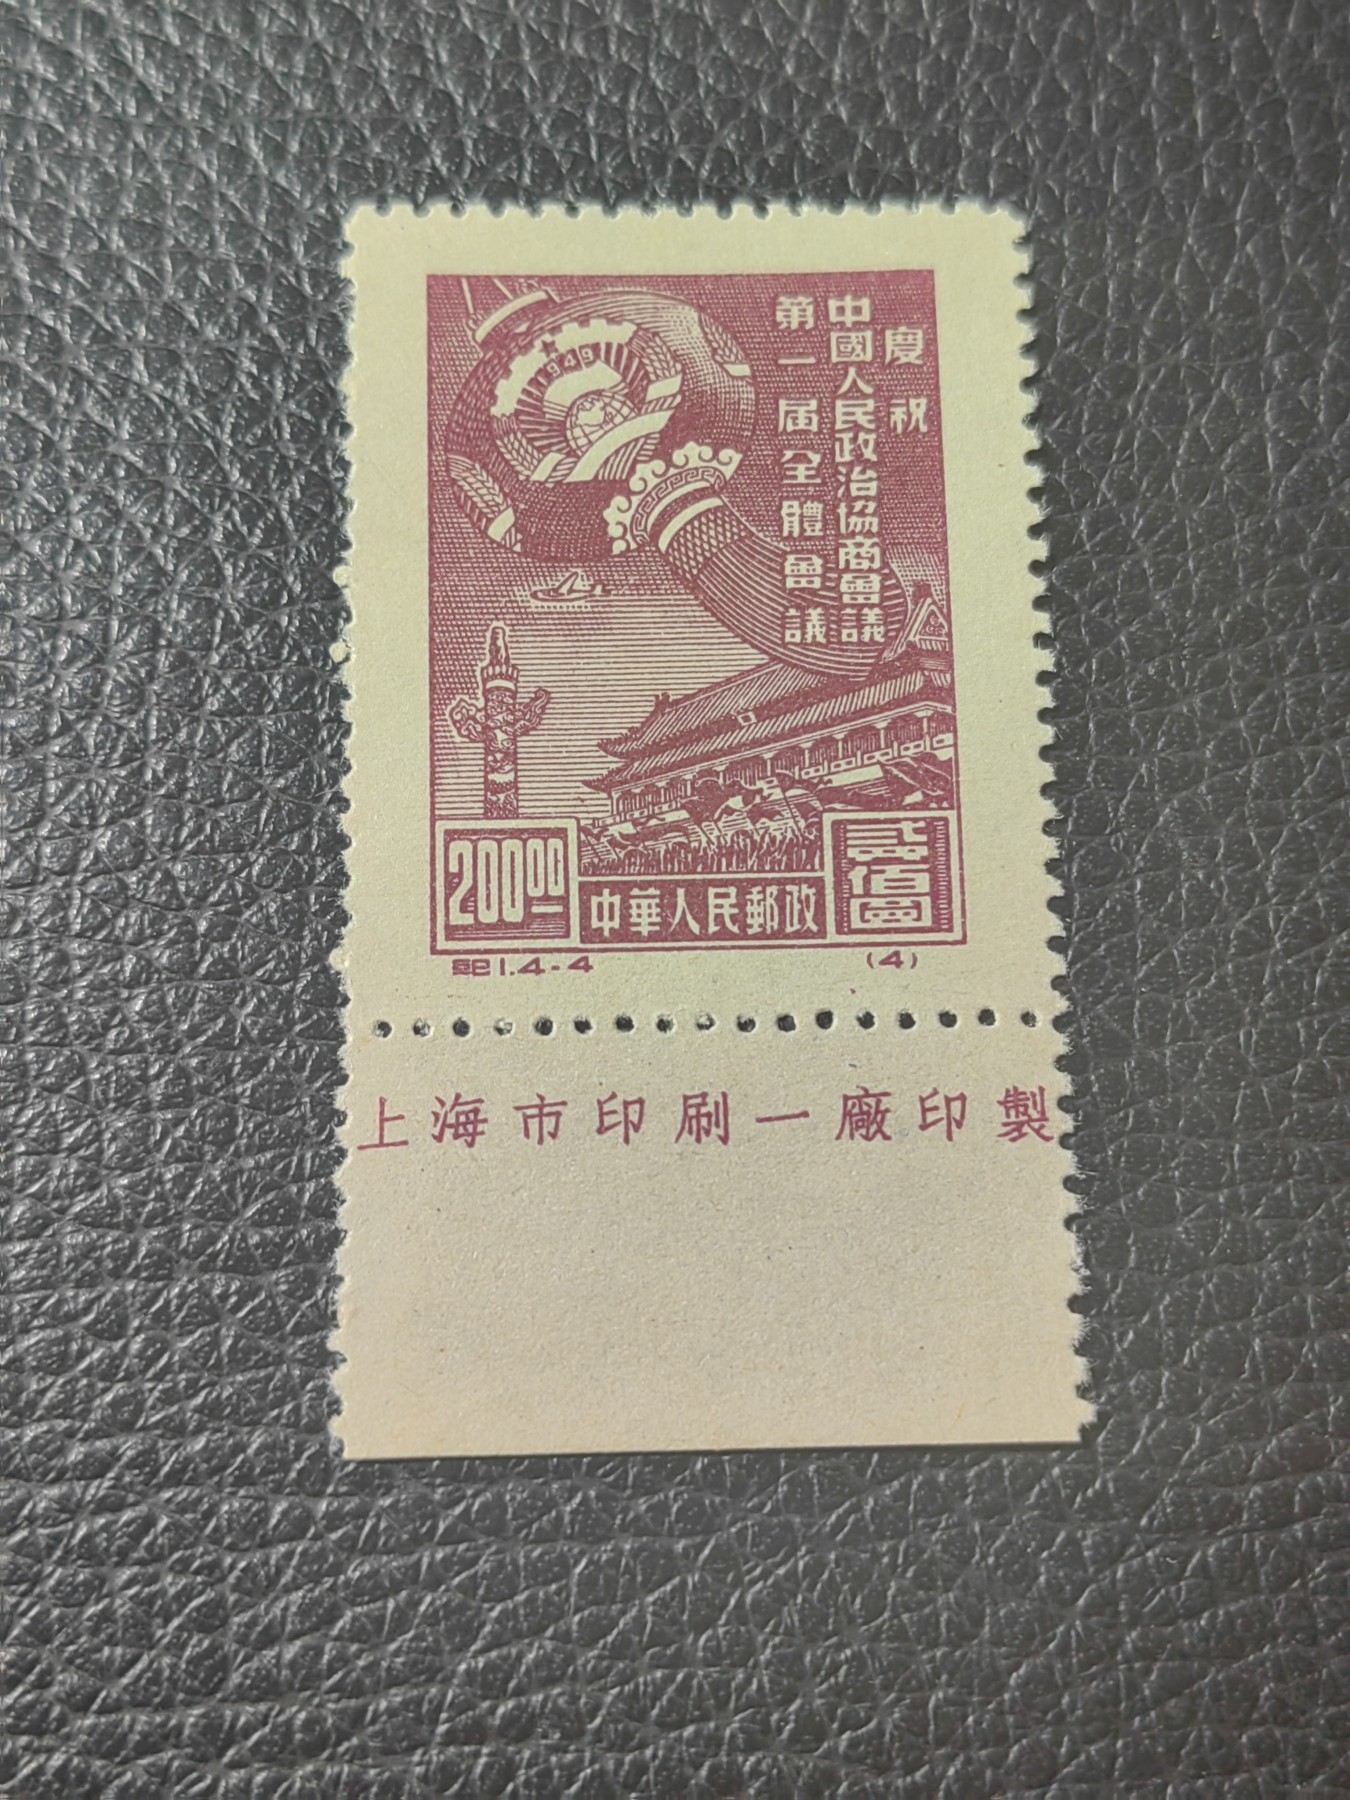 慶祝
中國人民政治協商會議
第一屆全體會議
1949
20000
中華人民郵政
貳佰圓
紀1.4-4
(4)
上海市印刷一廠印製